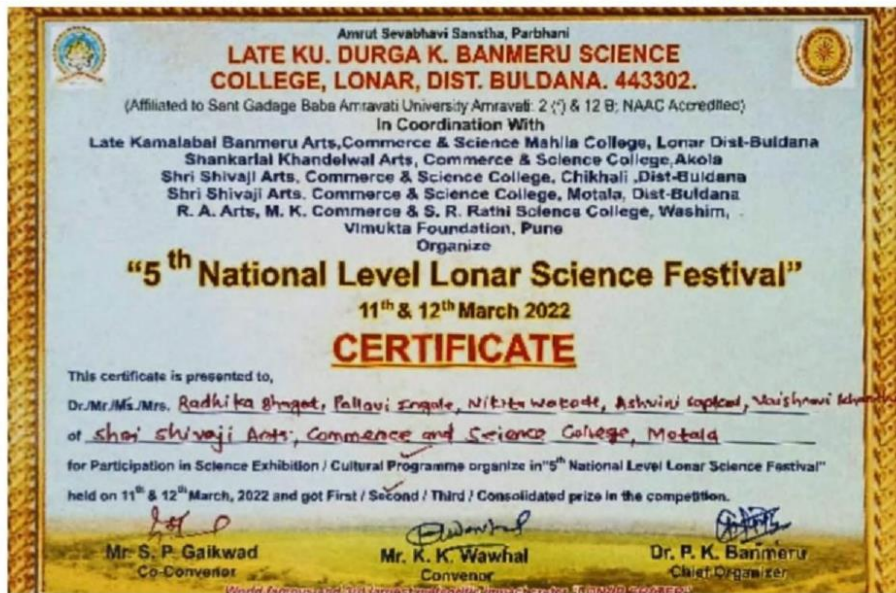 Amrut Sevabhavi Sanstha, Parbhani
LATE KU. DURGA K. BANMERU SCIENCE
COLLEGE, LONAR, DIST. BULDANA. 443302.
(Affiliated to Sant Gadage Baba Amravati University Amravati: 2 (f) & 12 B; NAAC Accredited)
In Coordination With
Late Kamalabai Banmeru Arts,Commerce & Science Mahila College, Lonar Dist-Buldana
Shankarlal Khandelwal Arts, Commerce & Science College,Akola
Shri Shivaji Arts, Commerce & Science College, Chikhali ,Dist-Buldana
Shri Shivaji Arts. Commerce & Science College, Motala, Dist-Buldana
R. A. Arts, M. K. Commerce & S. R. Rathi Science College, Washim,
Vimukta Foundation, Pune
Organize
"5th National Level Lonar Science Festival"
11th & 12th March 2022
CERTIFICATE
This certificate is presented to,
Dr./Mr./Ms./Mrs. Radhika Bhagat, Pallavi Ingale, Nikita Wakode, Ashvini Sapkal, Vaishnavi
of Shri Shivaji Arts, Commence and Science College, Motala
for Participation in Science Exhibition / Cultural Programme organize in"5th National Level Lonar Science Festival"
held on 11th & 12th March, 2022 and got First / Second / Third / Consolidated prize in the competition.
Mr. S. P. Gaikwad Mr. K. K. Wawhal Dr. P. K. Banmeru
Co-Convenor Convenor Chief Organizer